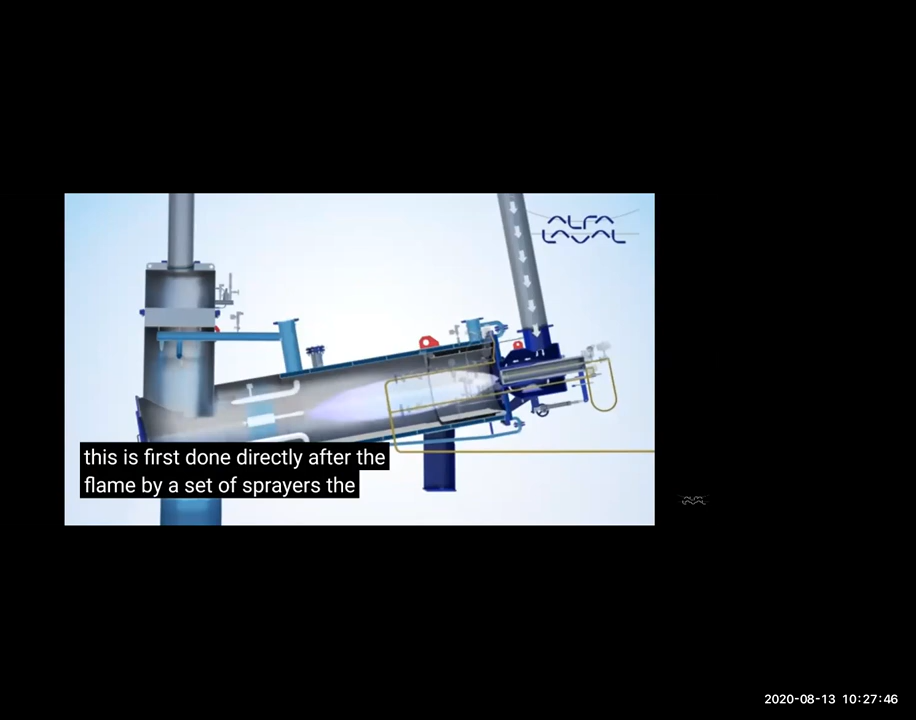 ALFA
LAVAL
this is first done directly after the
flame by a set of sprayers the
2020-08-13 10:27:46